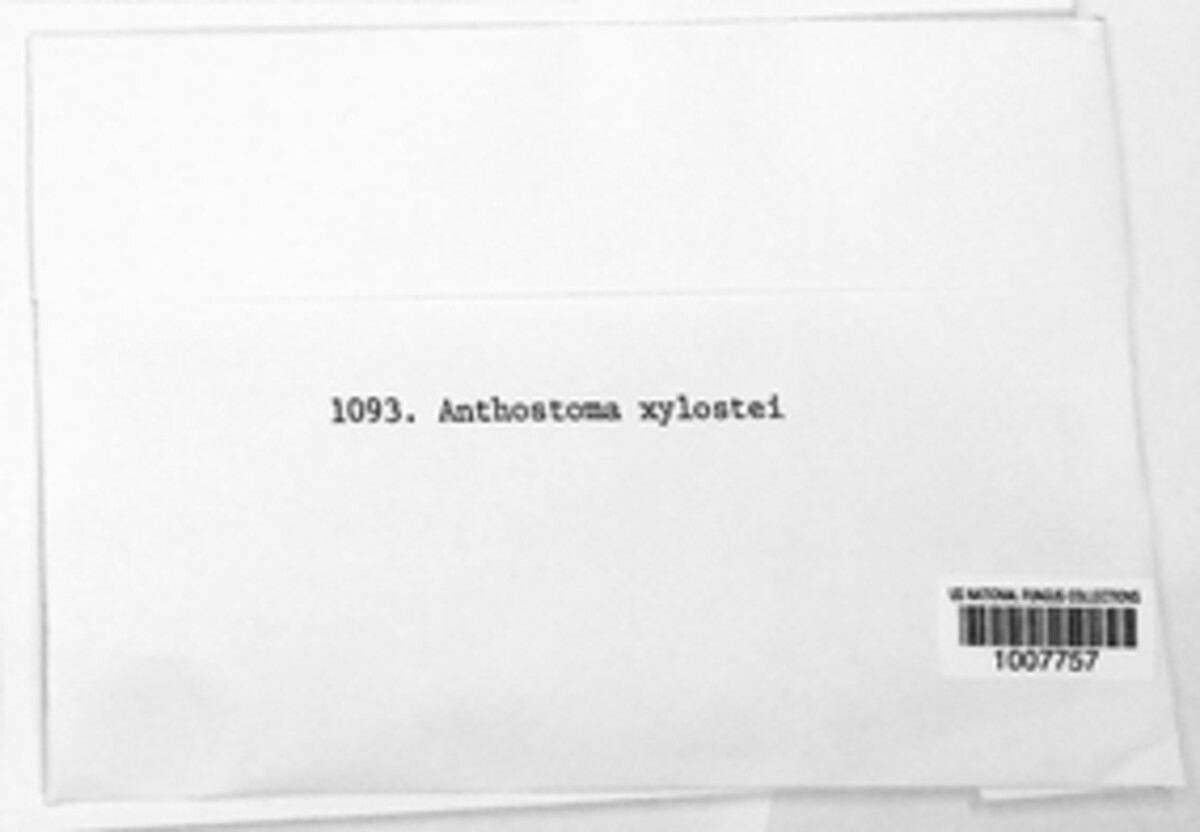 1093. Anthostoma xylostei
US NATIONAL FUNGUS COLLECTIONS
1007757